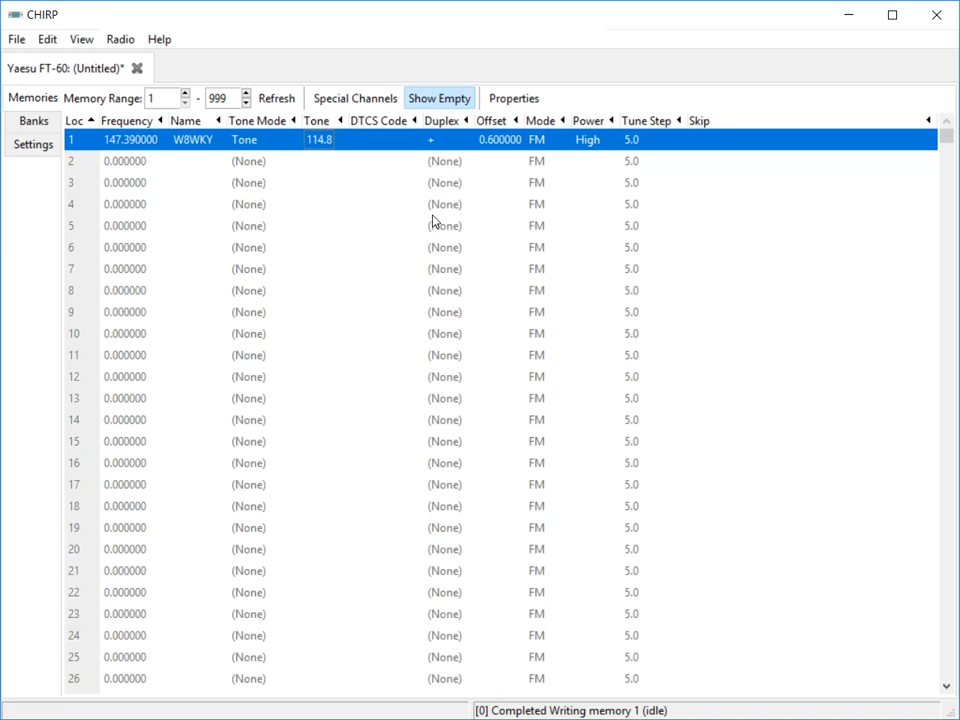 CHIRP
File Edit View Radio Help
Yaesu FT-60: (Untitled)*
Memories Memory Range: 1 - 999 Refresh Special Channels Show Empty Properties
Banks
Settings
Loc Frequency Name Tone Mode Tone DTCS Code Duplex Offset Mode Power Tune Step Skip
1 147.390000 W8WKY Tone 114.8 + 0.600000 FM High 5.0
2 0.000000 (None) (None) FM 5.0
3 0.000000 (None) (None) FM 5.0
4 0.000000 (None) (None) FM 5.0
5 0.000000 (None) (None) FM 5.0
6 0.000000 (None) (None) FM 5.0
7 0.000000 (None) (None) FM 5.0
8 0.000000 (None) (None) FM 5.0
9 0.000000 (None) (None) FM 5.0
10 0.000000 (None) (None) FM 5.0
11 0.000000 (None) (None) FM 5.0
12 0.000000 (None) (None) FM 5.0
13 0.000000 (None) (None) FM 5.0
14 0.000000 (None) (None) FM 5.0
15 0.000000 (None) (None) FM 5.0
16 0.000000 (None) (None) FM 5.0
17 0.000000 (None) (None) FM 5.0
18 0.000000 (None) (None) FM 5.0
19 0.000000 (None) (None) FM 5.0
20 0.000000 (None) (None) FM 5.0
21 0.000000 (None) (None) FM 5.0
22 0.000000 (None) (None) FM 5.0
23 0.000000 (None) (None) FM 5.0
24 0.000000 (None) (None) FM 5.0
25 0.000000 (None) (None) FM 5.0
26 0.000000 (None) (None) FM 5.0
[0] Completed Writing memory 1 (idle)